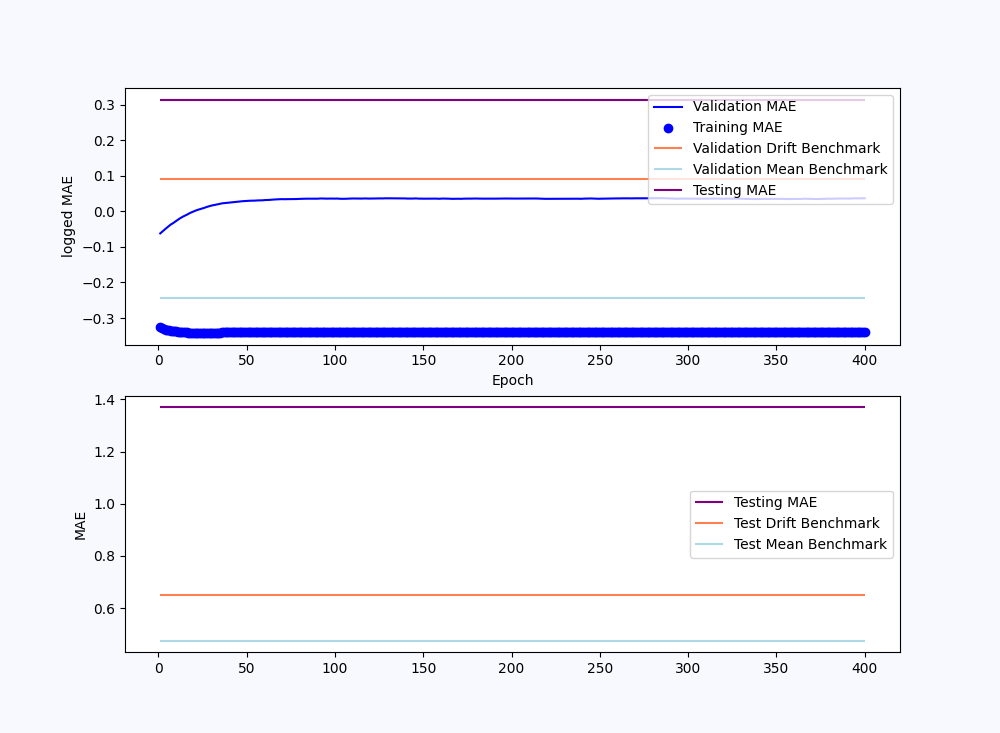 0.3
0.2
0.1
0.0
−0.1
−0.2
−0.3
logged MAE
Validation MAE
Training MAE
Validation Drift Benchmark
Validation Mean Benchmark
Testing MAE
0 50 100 150 200 250 300 350 400
Epoch
1.4
1.2
1.0
0.8
0.6
MAE
Testing MAE
Test Drift Benchmark
Test Mean Benchmark
0 50 100 150 200 250 300 350 400